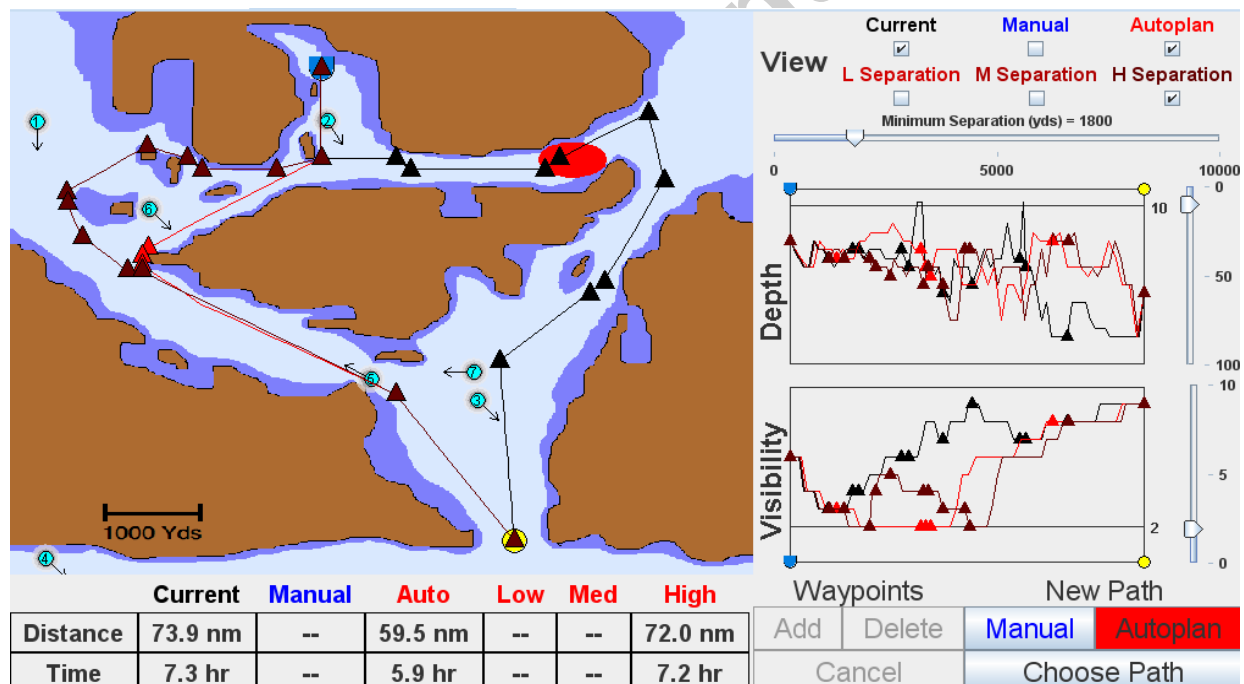 Current Manual Autoplan
View
L Separation M Separation H Separation
Minimum Separation (yds) = 1800
0 5000 10000
1
2
6
5
7
3
4
1000 Yds
Depth
10
0
50
100
Visibility
2
10
5
0
Current Manual Auto Low Med High
Distance 73.9 nm -- 59.5 nm -- -- 72.0 nm
Time 7.3 hr -- 5.9 hr -- -- 7.2 hr
Waypoints New Path
Add Delete Manual Autoplan
Cancel Choose Path